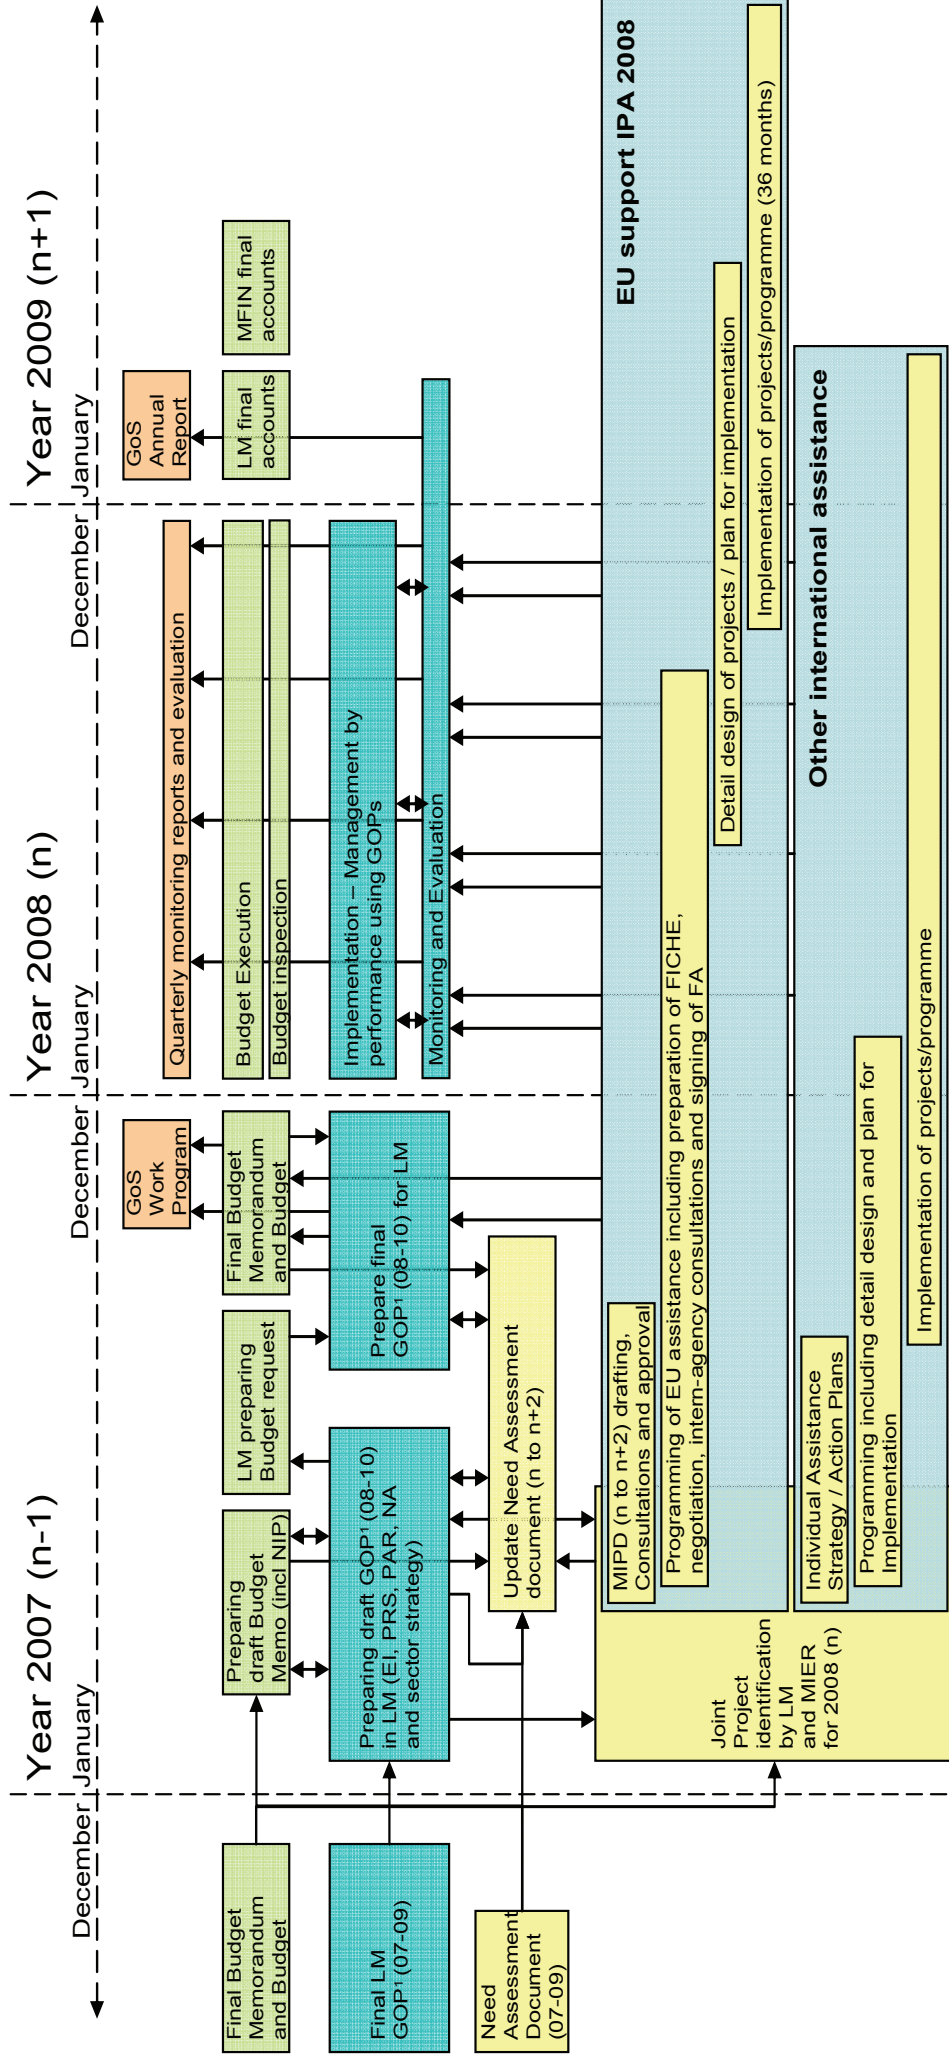 Year 2007 (n-1)
Year 2008 (n)
Year 2009 (n+1)
December
January
December
January
December
January
GoS
Work
Program
Quarterly monitoring reports and evaluation
GoS
Annual
Report
Final Budget
Memorandum
and Budget
Preparing
draft Budget
Memo (incl NIP)
LM preparing
Budget request
Final Budget
Memorandum
and Budget
Budget Execution
Budget inspection
LM final
accounts
MFIN final
accounts
Final LM
GOP¹ (07-09)
Preparing draft GOP¹ (08-10)
in LM (EI, PRS, PAR, NA
and sector strategy)
Prepare final
GOP¹ (08-10) for LM
Implementation – Management by
performance using GOPs
Monitoring and Evaluation
Need
Assessment
Document
(07-09)
Update Need Assessment
document (n to n+2)
Joint
Project
identification
by LM
and MIER
for 2008 (n)
EU support IPA 2008
MIPD (n to n+2) drafting,
Consultations and approval
Programming of EU assistance including preparation of FICHE,
negotiation, intern-agency consultations and signing of FA
Detail design of projects / plan for implementation
Implementation of projects/programme (36 months)
Other international assistance
Individual Assistance
Strategy / Action Plans
Programming including detail design and plan for
Implementation
Implementation of projects/programme